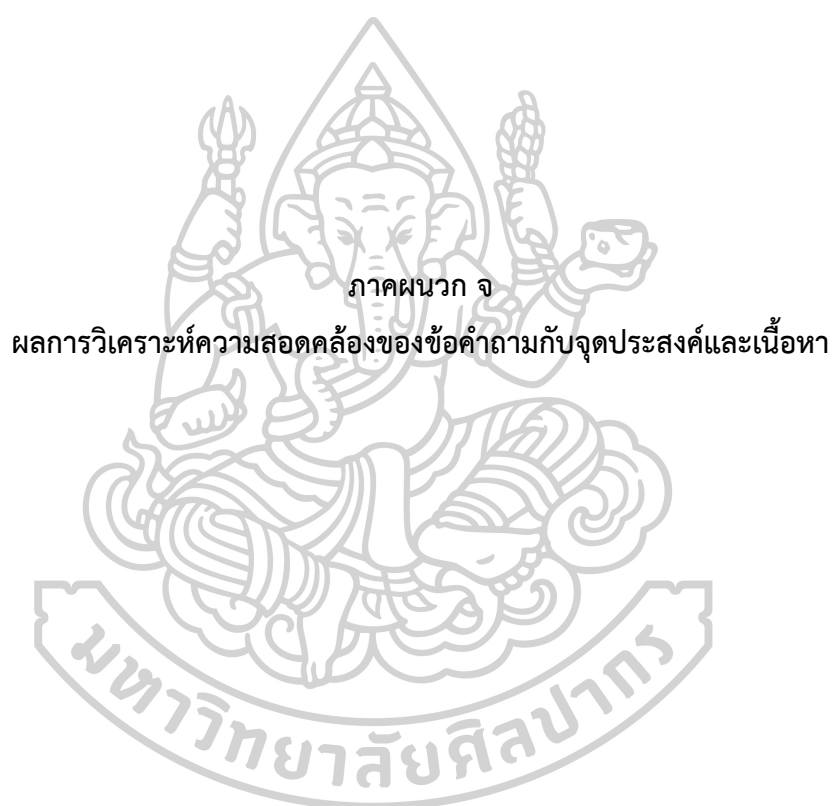 ภาคผนวก จ
ผลการวิเคราะห์ความสอดคล้องของข้อคำถามกับจุดประสงค์และเนื้อหา
มหาวิทยาลัยศิลปากร